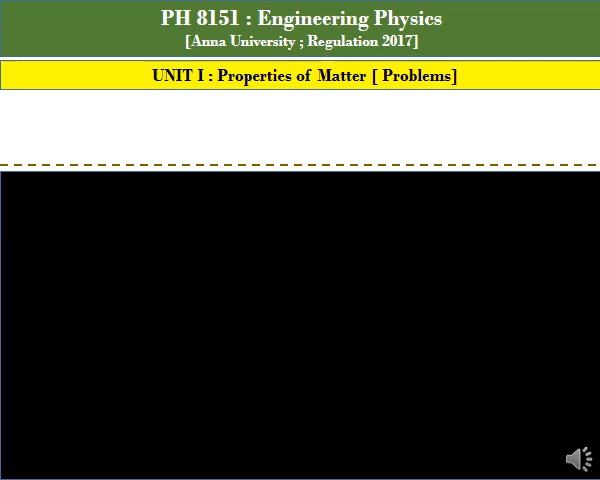 PH 8151 : Engineering Physics
[Anna University ; Regulation 2017]
UNIT I : Properties of Matter [ Problems]